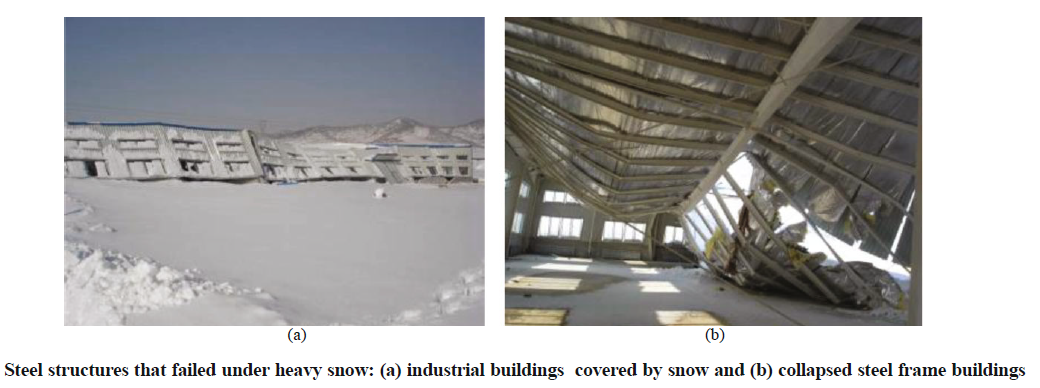 (a)
(b)
Steel structures that failed under heavy snow: (a) industrial buildings covered by snow and (b) collapsed steel frame buildings